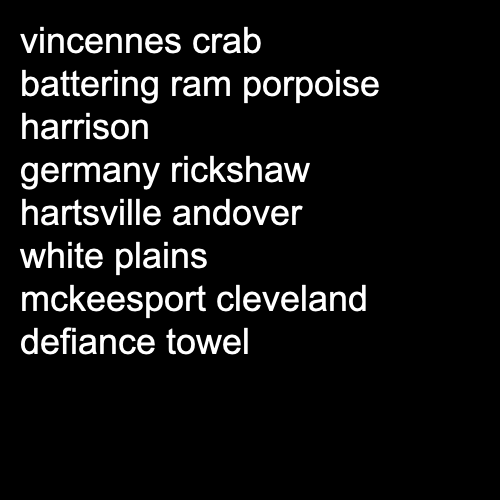 vincennes crab
battering ram porpoise
harrison
germany rickshaw
hartsville andover
white plains
mckeesport cleveland
defiance towel